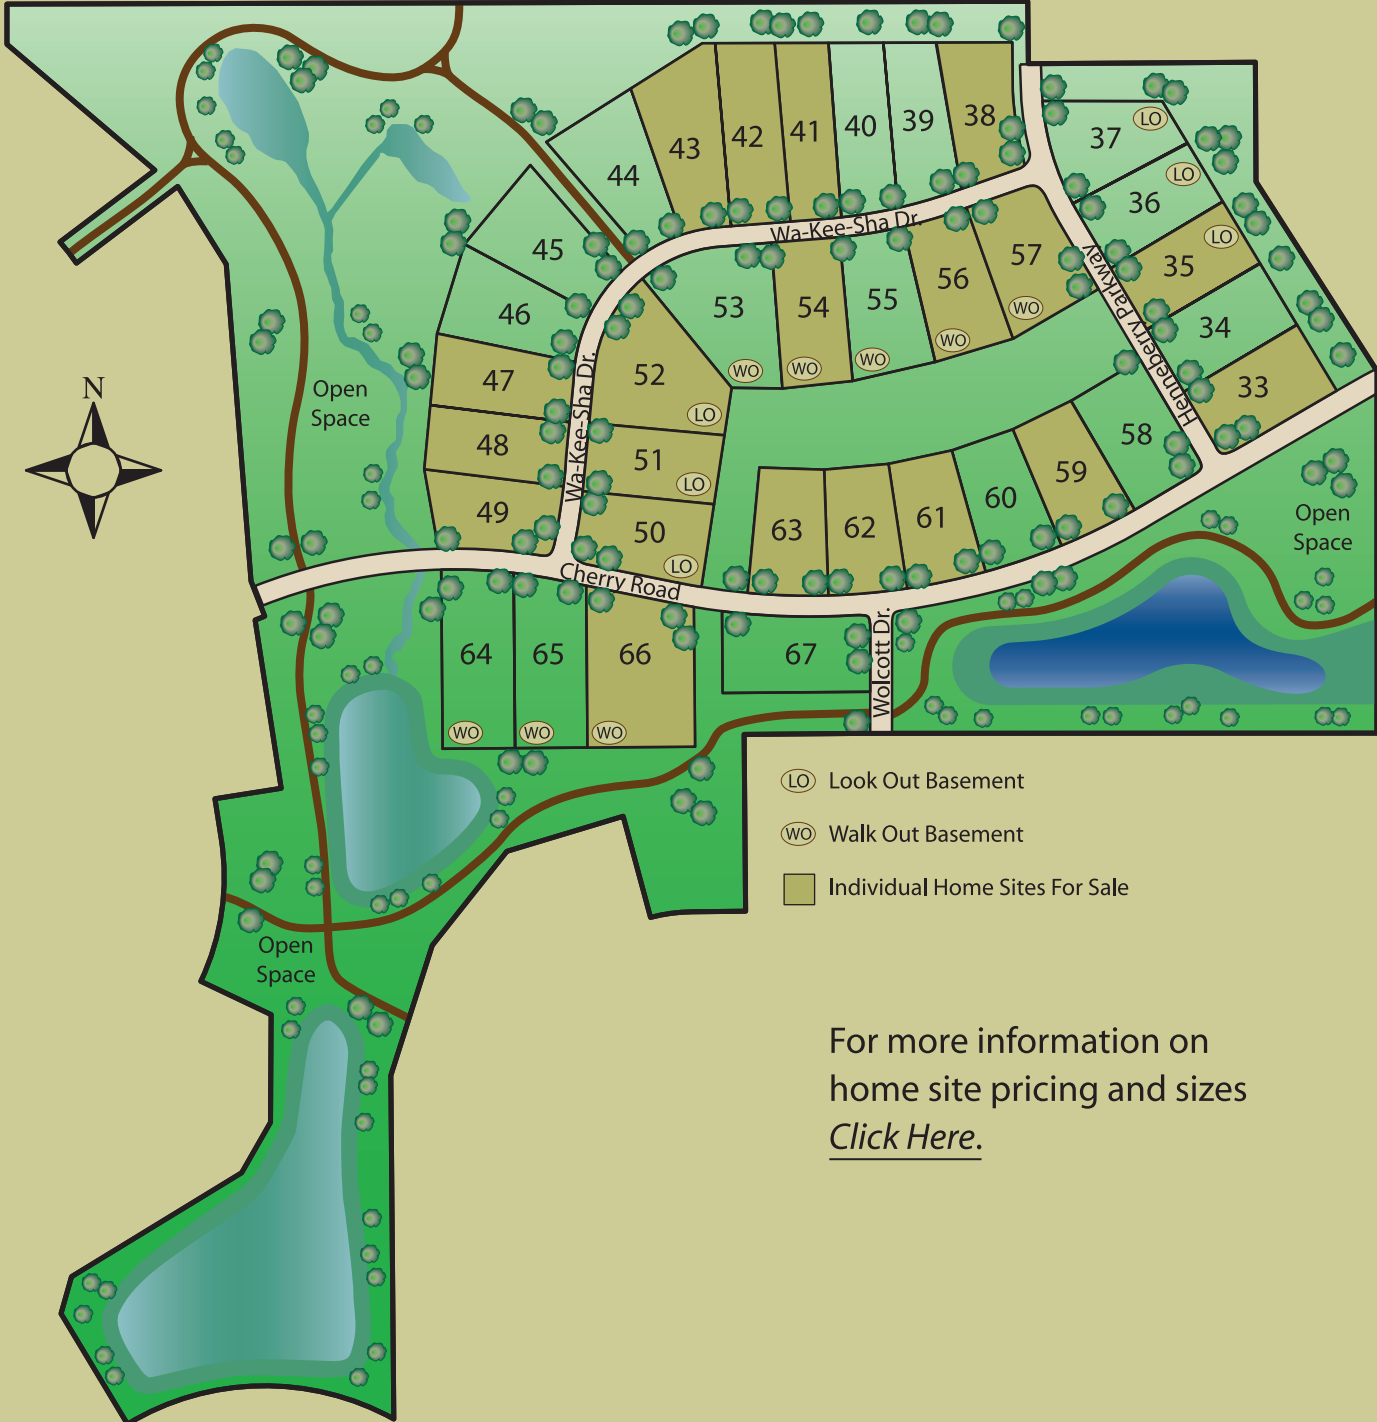 38
39
40
41
42
43
44
37
LO
36
LO
35
LO
34
33
Wa-Kee-Sha Dr.
Henneberry Parkway
45
46
47
48
49
Wa-Kee-Sha Dr.
53
WO
54
WO
55
WO
56
WO
57
WO
52
LO
51
LO
50
LO
58
59
60
61
62
63
N
Open
Space
Open
Space
Cherry Road
Wolcott Dr.
64
WO
65
WO
66
WO
67
LO Look Out Basement
WO Walk Out Basement
Individual Home Sites For Sale
Open
Space
For more information on
home site pricing and sizes
Click Here.